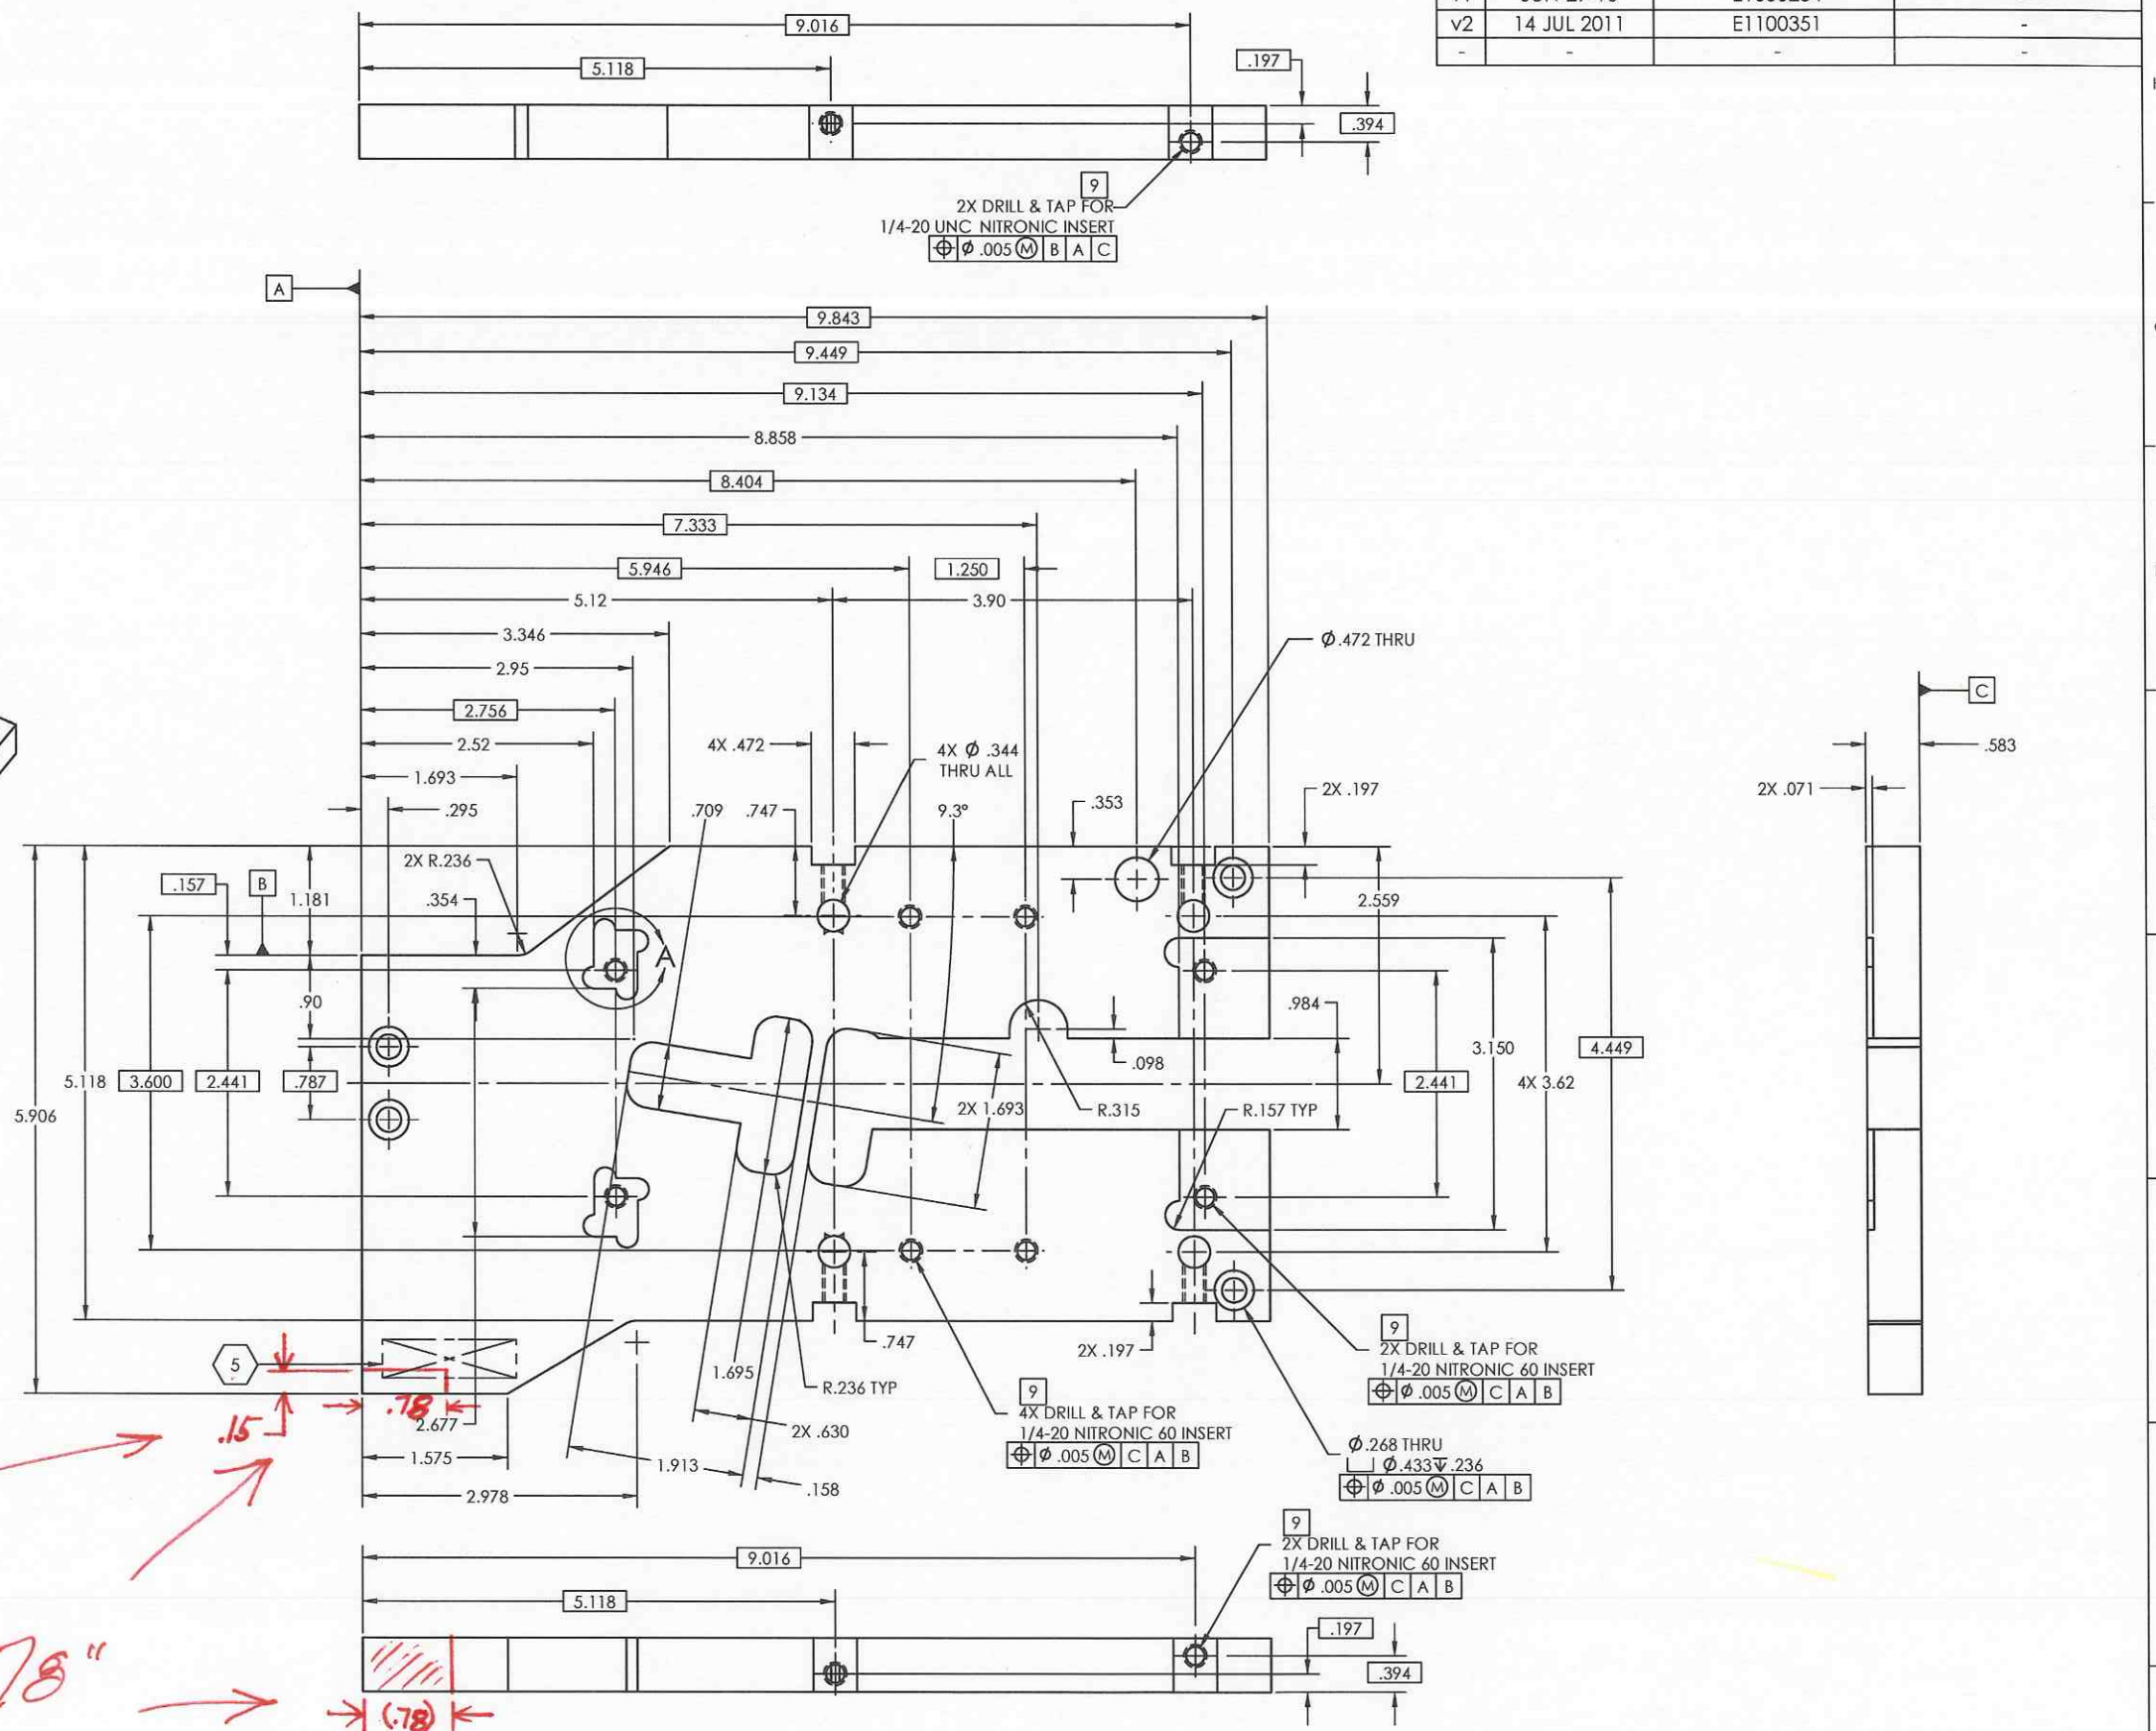 v2 14 JUL 2011 E1100351 -
- - - -
9.016
5.118
.197
.394
9
2X DRILL & TAP FOR
1/4-20 UNC NITRONIC INSERT
⌖ Ø .005 Ⓜ B A C
A
9.843
9.449
9.134
8.858
8.404
7.333
5.946 1.250
5.12 3.90
3.346
Ø.472 THRU
2.95
C
2.756
2.52 4X .472 4X Ø .344
THRU ALL
.583
1.693
2X .071
2X .197
.295 .709 .747 9.3° .353
2X R.236
.157 B 1.181 .354 2.559
A
.90 .984
3.150 4.449
.098
5.118 3.600 2.441 .787 2.441 4X 3.62
5.906
2X 1.693 R.315 R.157 TYP
.747
2X .197
9
2X DRILL & TAP FOR
1/4-20 NITRONIC 60 INSERT
⌖ Ø .005 Ⓜ C A B
5
1.695
R.236 TYP
.78
.15
2.677
2X .630
9
4X DRILL & TAP FOR
1/4-20 NITRONIC 60 INSERT
⌖ Ø .005 Ⓜ C A B
Ø.268 THRU
⌴ Ø.433 ↧ .236
⌖ Ø .005 Ⓜ C A B
1.575
1.913
.158
2.978
9
2X DRILL & TAP FOR
1/4-20 NITRONIC 60 INSERT
⌖ Ø .005 Ⓜ C A B
9.016
5.118
.197
.394
78"
(.78)